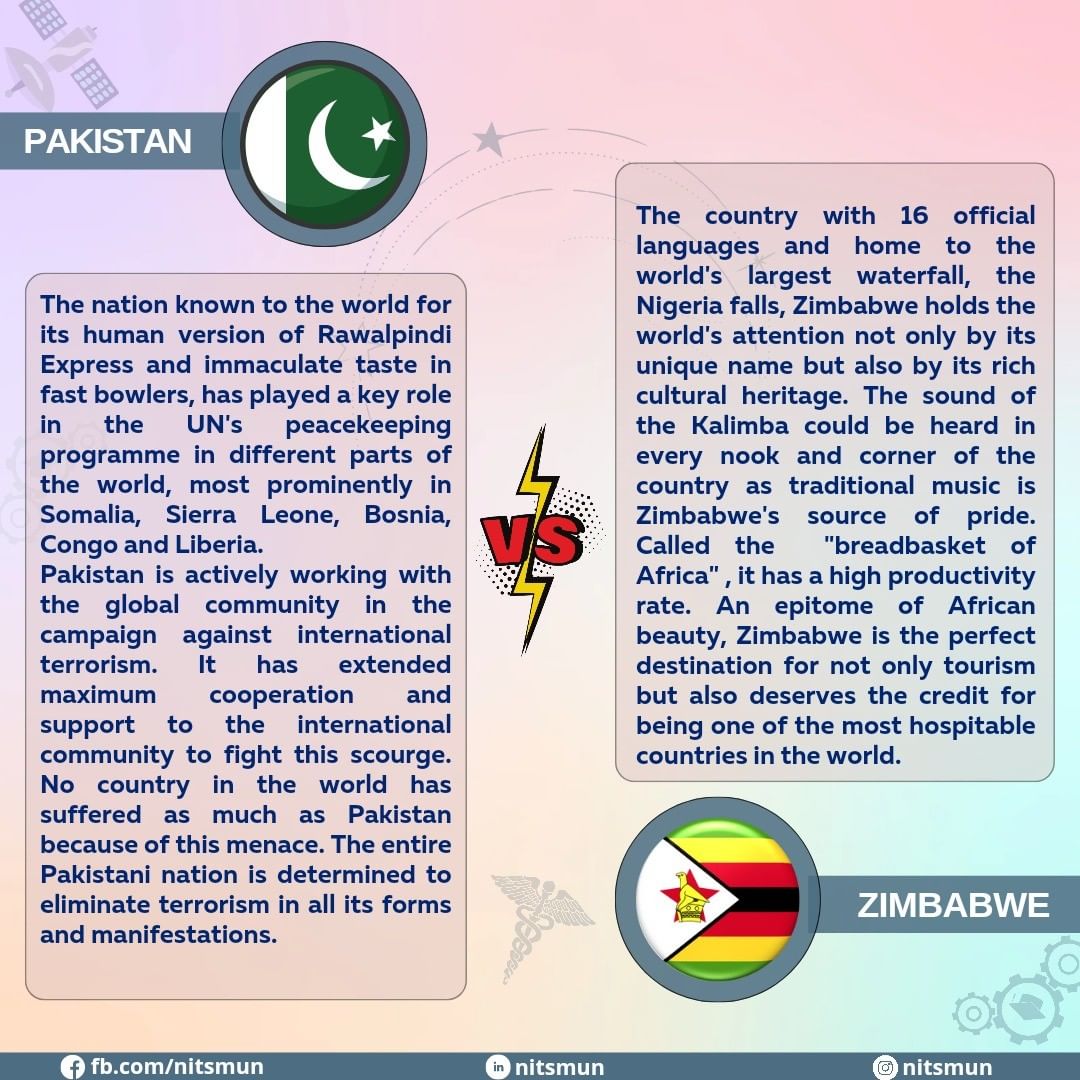 PAKISTAN
The nation known to the world for
its human version of Rawalpindi
Express and immaculate taste in
fast bowlers, has played a key role
in the UN's peacekeeping
programme in different parts of
the world, most prominently in
Somalia, Sierra Leone, Bosnia,
Congo and Liberia.
Pakistan is actively working with
the global community in the
campaign against international
terrorism. It has extended
maximum cooperation and
support to the international
community to fight this scourge.
No country in the world has
suffered as much as Pakistan
because of this menace. The entire
Pakistani nation is determined to
eliminate terrorism in all its forms
and manifestations.
VS
The country with 16 official
languages and home to the
world's largest waterfall, the
Nigeria falls, Zimbabwe holds the
world's attention not only by its
unique name but also by its rich
cultural heritage. The sound of
the Kalimba could be heard in
every nook and corner of the
country as traditional music is
Zimbabwe's source of pride.
Called the "breadbasket of
Africa" , it has a high productivity
rate. An epitome of African
beauty, Zimbabwe is the perfect
destination for not only tourism
but also deserves the credit for
being one of the most hospitable
countries in the world.
ZIMBABWE
fb.com/nitsmun
in nitsmun
nitsmun